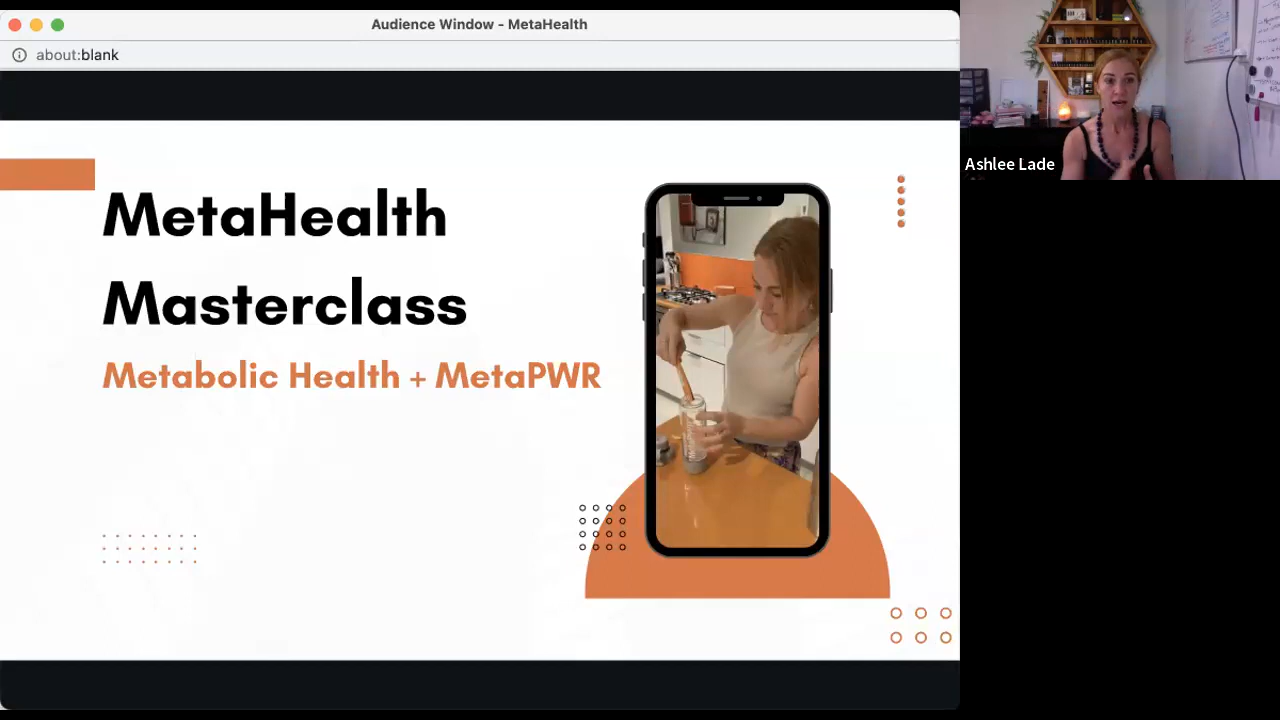 Audience Window - MetaHealth
about:blank
MetaHealth
Masterclass
Metabolic Health + MetaPWR
Ashlee Lade